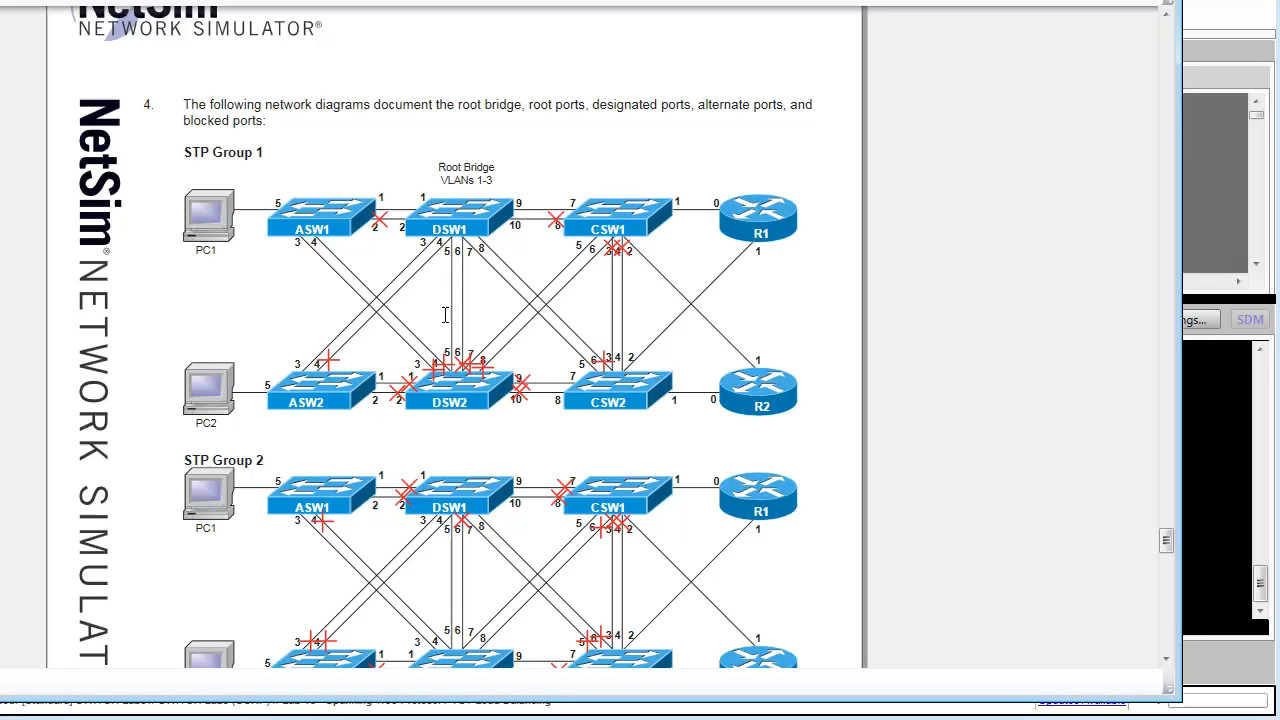 NetSim
NETWORK SIMULATOR®
NetSim® NETWORK SIMULAT
4. The following network diagrams document the root bridge, root ports, designated ports, alternate ports, and
blocked ports:
STP Group 1
Root Bridge
VLANs 1-3
5 1 1 9 7 1 0
ASW1 2 2 DSW1 10 8 CSW1 R1
PC1 3 4 3 4 5 6 7 8 5 6 3 4 2 1
3 4 3 4 5 6 7 8 5 6 3 4 2 1
5 1 1 9 7
ASW2 2 2 DSW2 10 8 CSW2 1 0 R2
PC2
STP Group 2
5 1 1 9 7 1 0
ASW1 2 2 DSW1 10 8 CSW1 R1
PC1 3 4 3 4 5 6 7 8 5 6 3 4 2 1
3 4 3 4 5 6 7 8 5 6 3 4 2 1
5 1 1 9 7
ngs... SDM